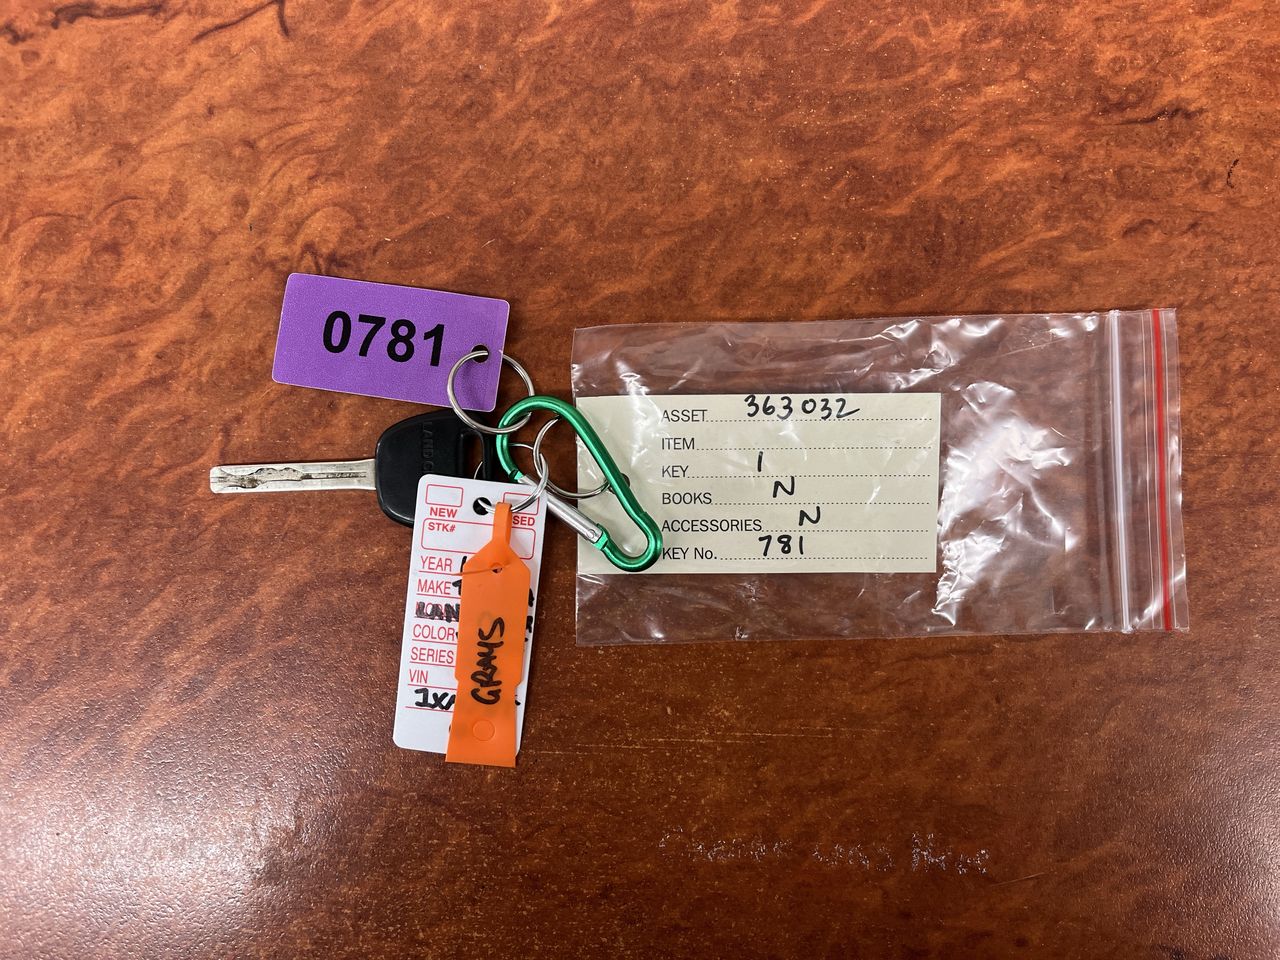 0781
LAND C
NEW
SED
STK#
YEAR
MAKE
COLOR
SERIES
VIN
GRAYS
ASSET 363032
ITEM
KEY 1
BOOKS N
ACCESSORIES N
KEY No. 781